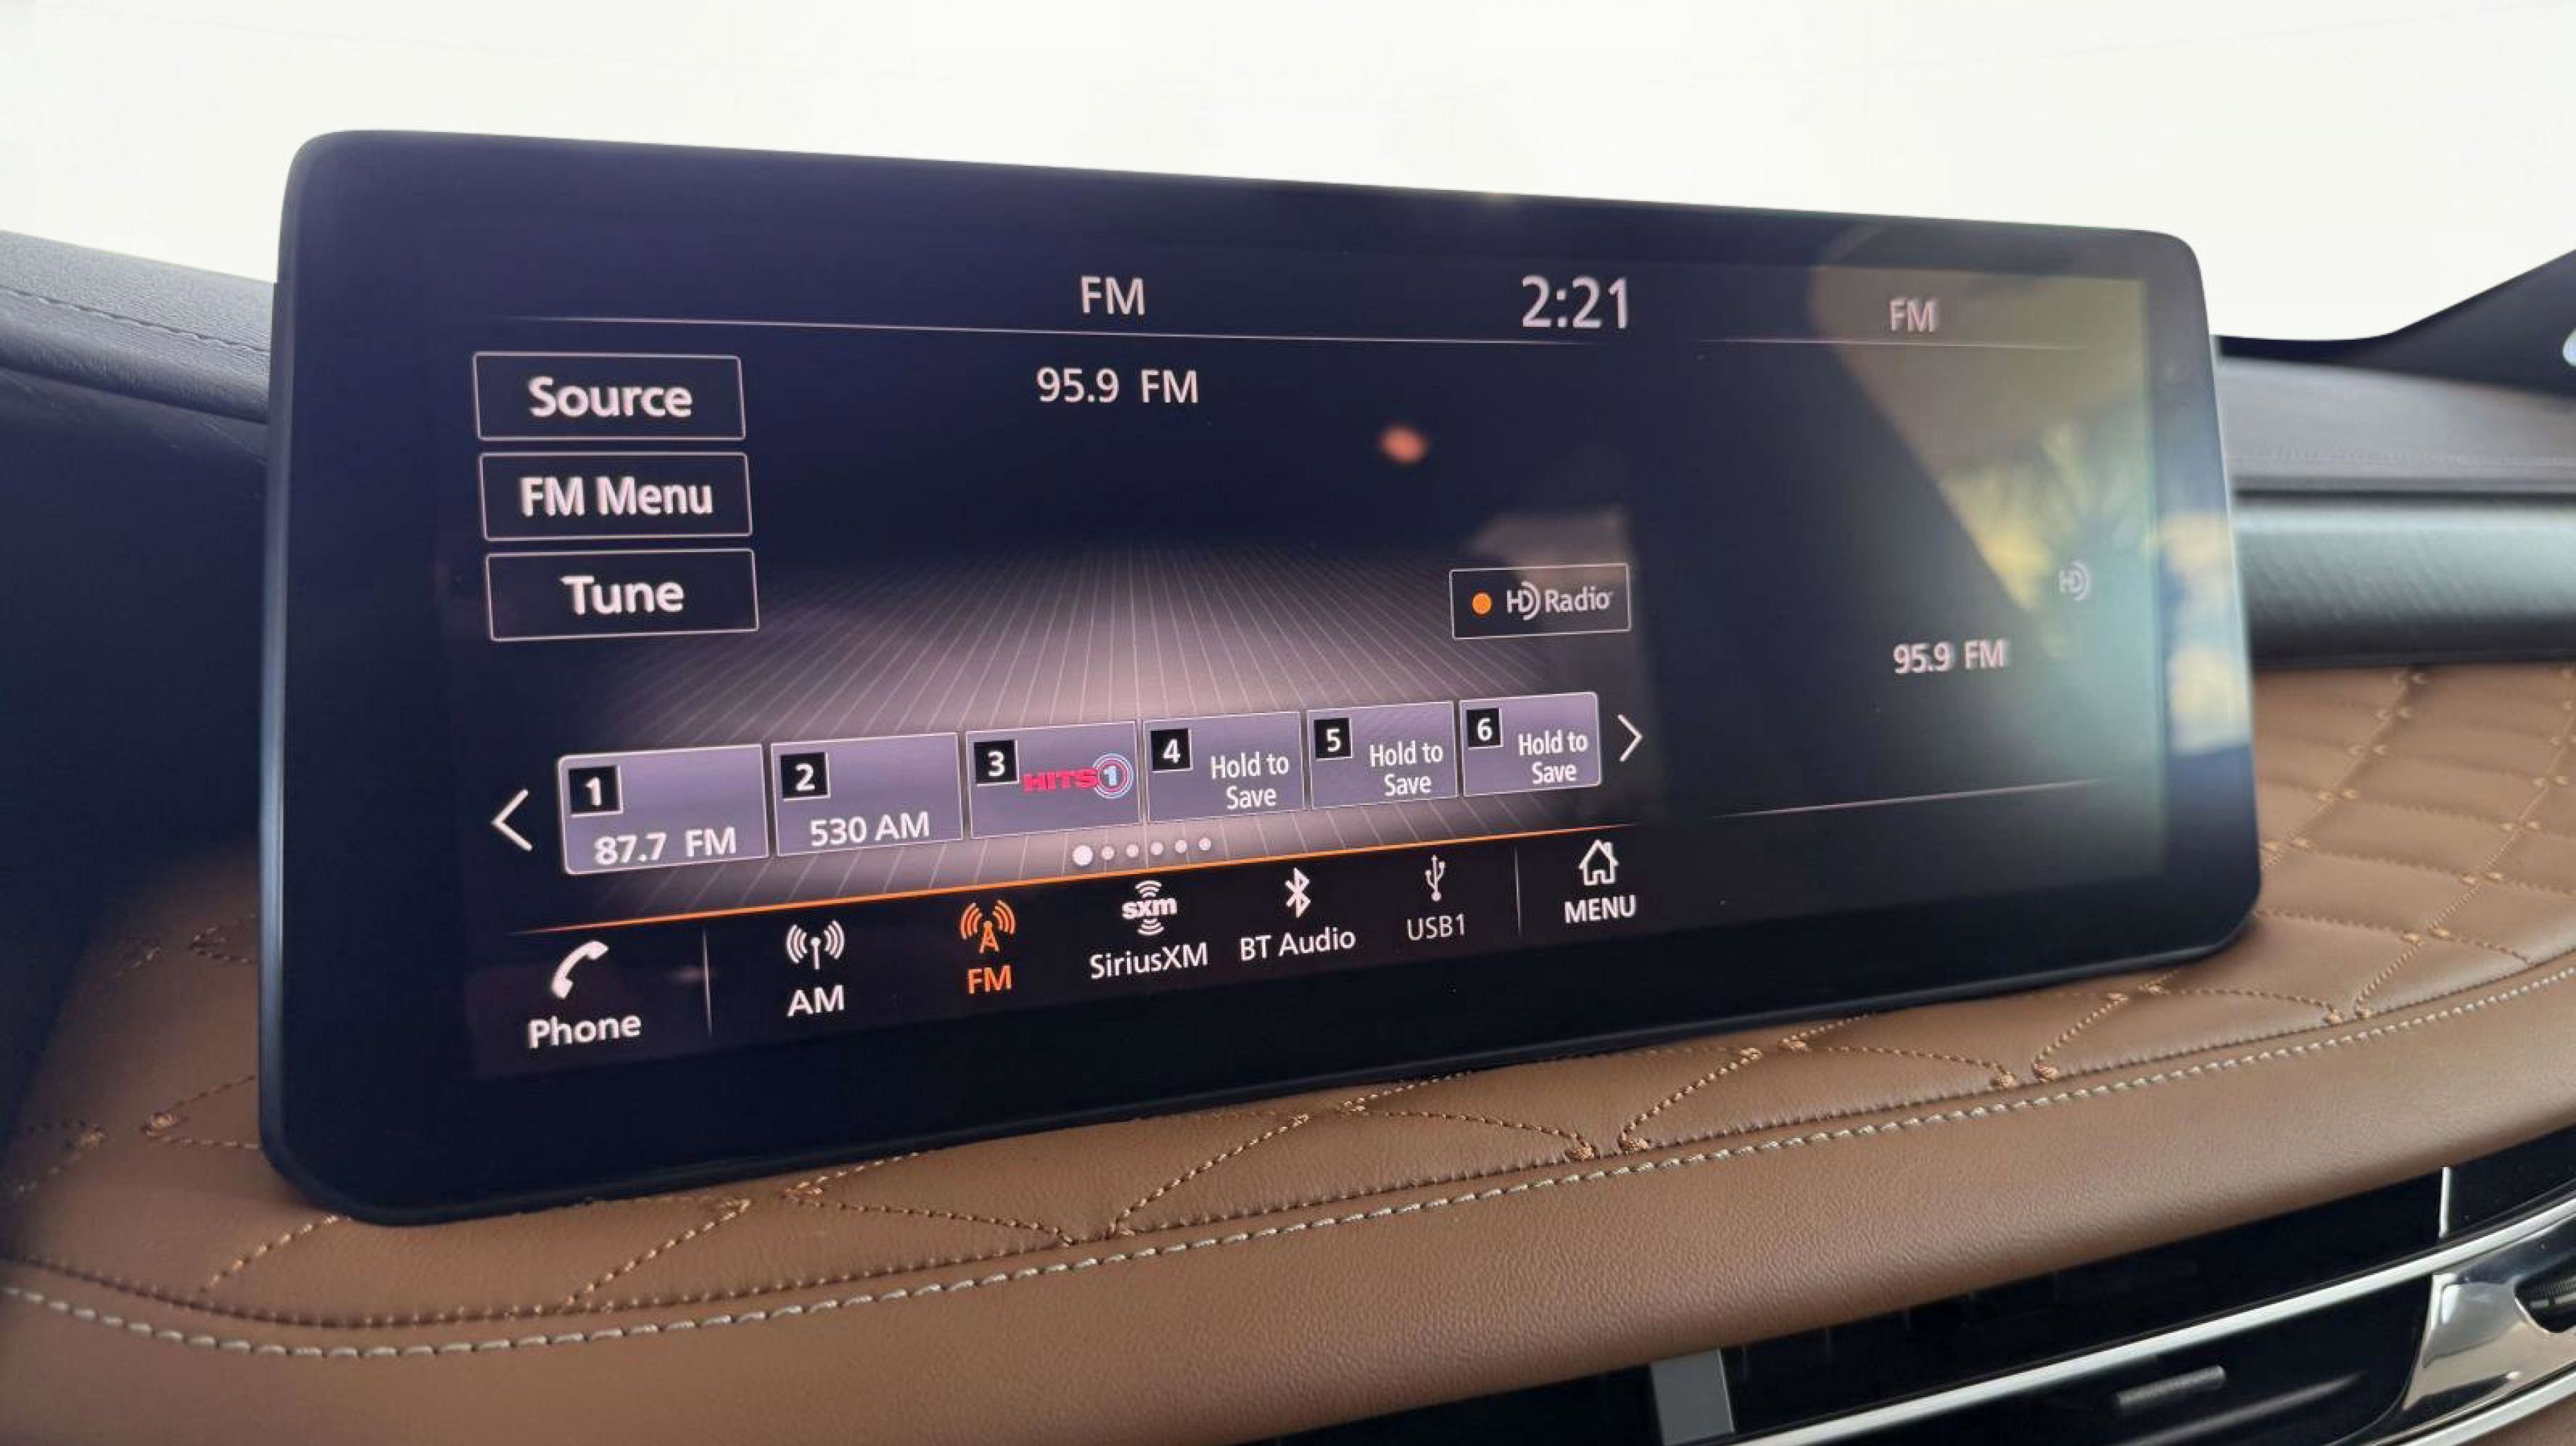 FM
2:21
FM
Source
95.9 FM
FM Menu
Tune
HD Radio
HD
95.9 FM
1
87.7 FM
2
530 AM
3
HITS 1
4
Hold to
Save
5
Hold to
Save
6
Hold to
Save
Phone
AM
FM
sxm
SiriusXM
BT Audio
USB1
MENU